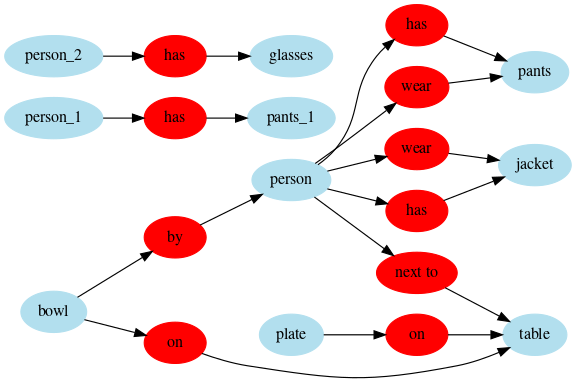 has
person_2 has glasses
pants
wear
person_1 has pants_1
wear
jacket
person
has
by
next to
bowl
plate on table
on